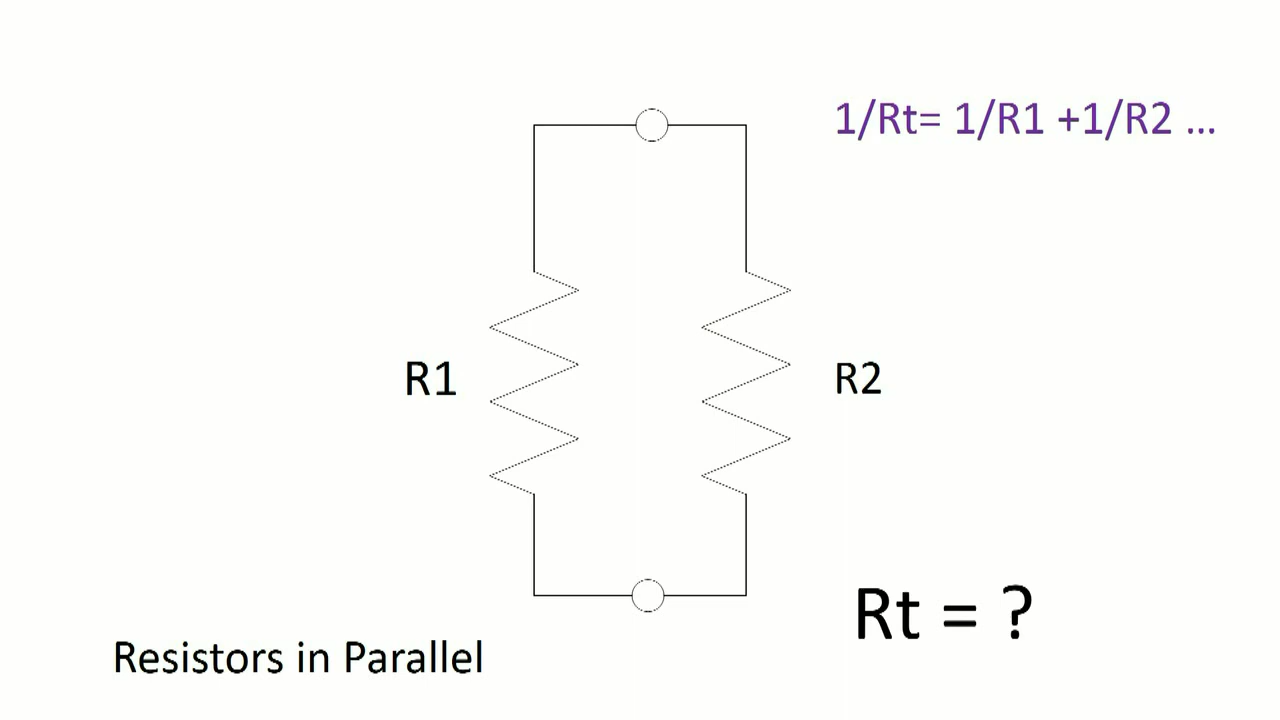 1/Rt= 1/R1 +1/R2 ...
R1
R2
Rt = ?
Resistors in Parallel